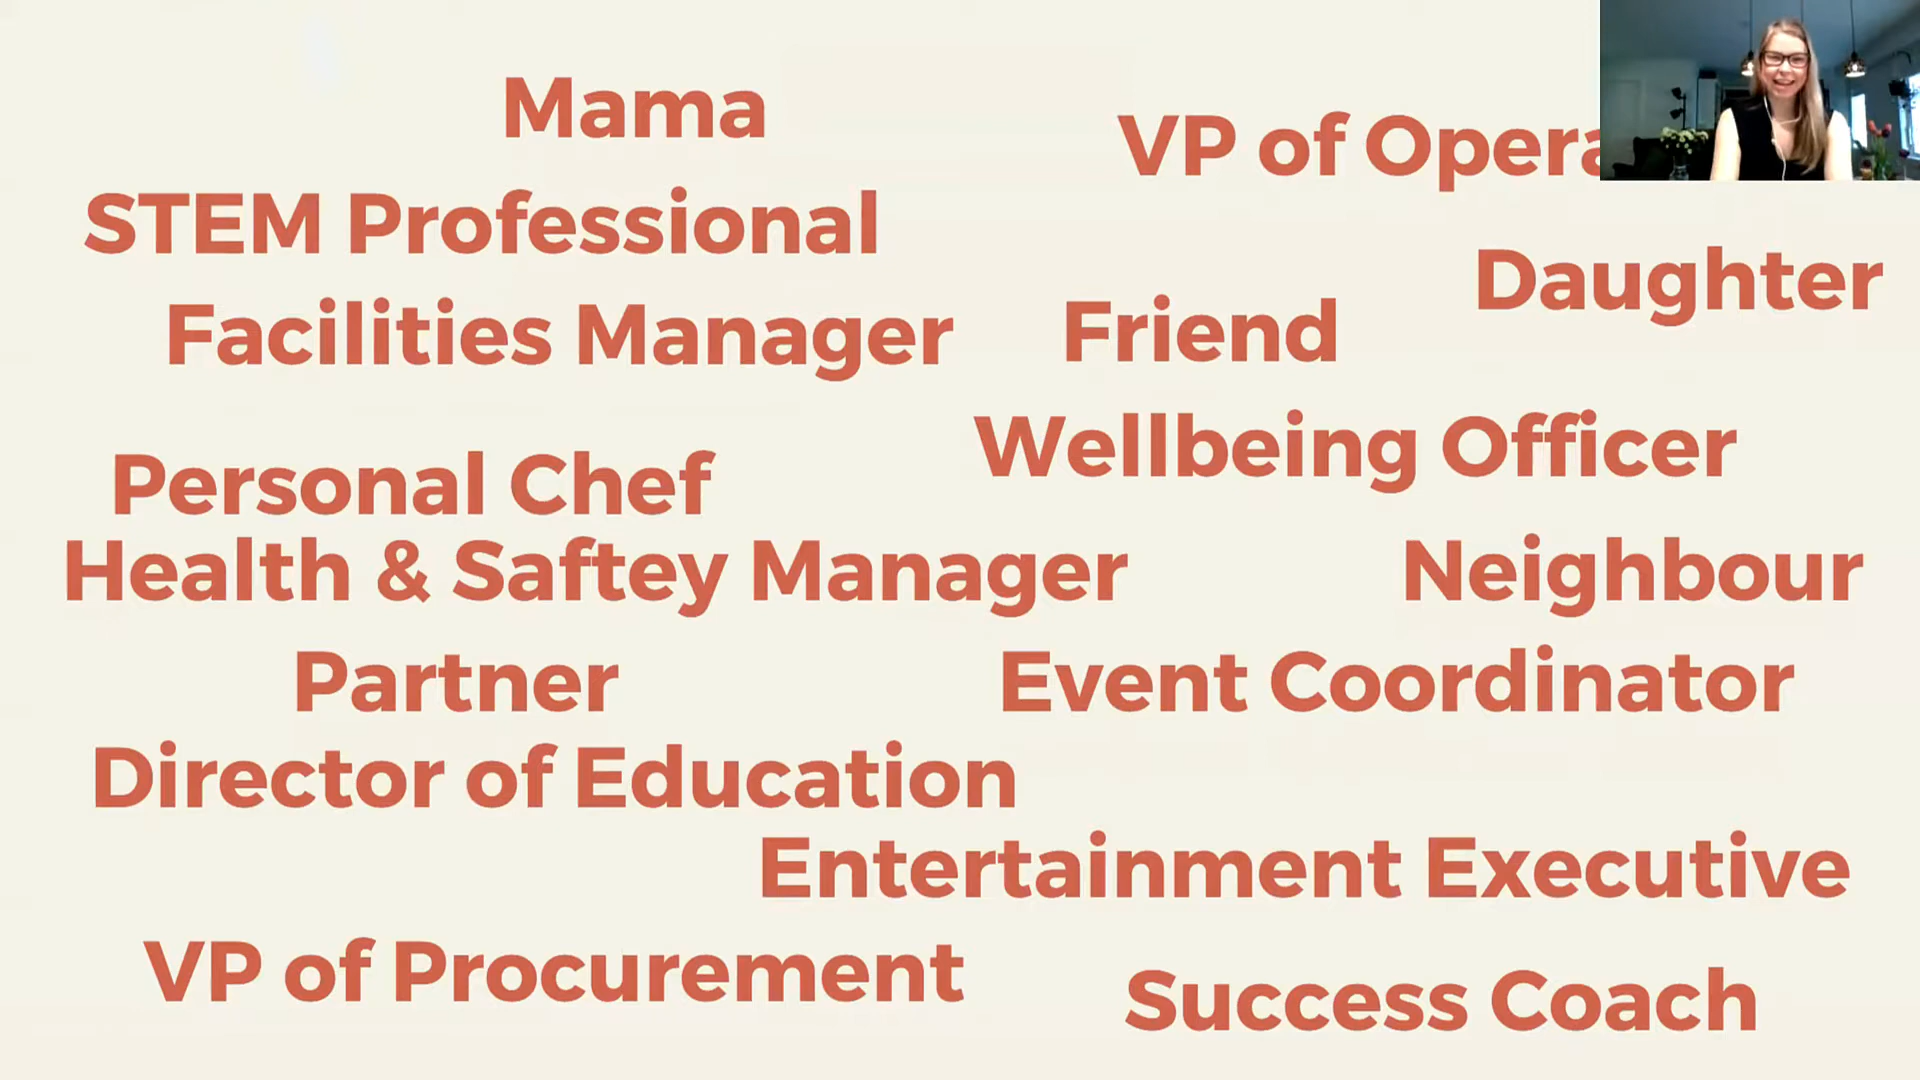 Mama
VP of Opera
STEM Professional
Daughter
Facilities Manager
Friend
Wellbeing Officer
Personal Chef
Health & Saftey Manager
Neighbour
Partner
Event Coordinator
Director of Education
Entertainment Executive
VP of Procurement
Success Coach